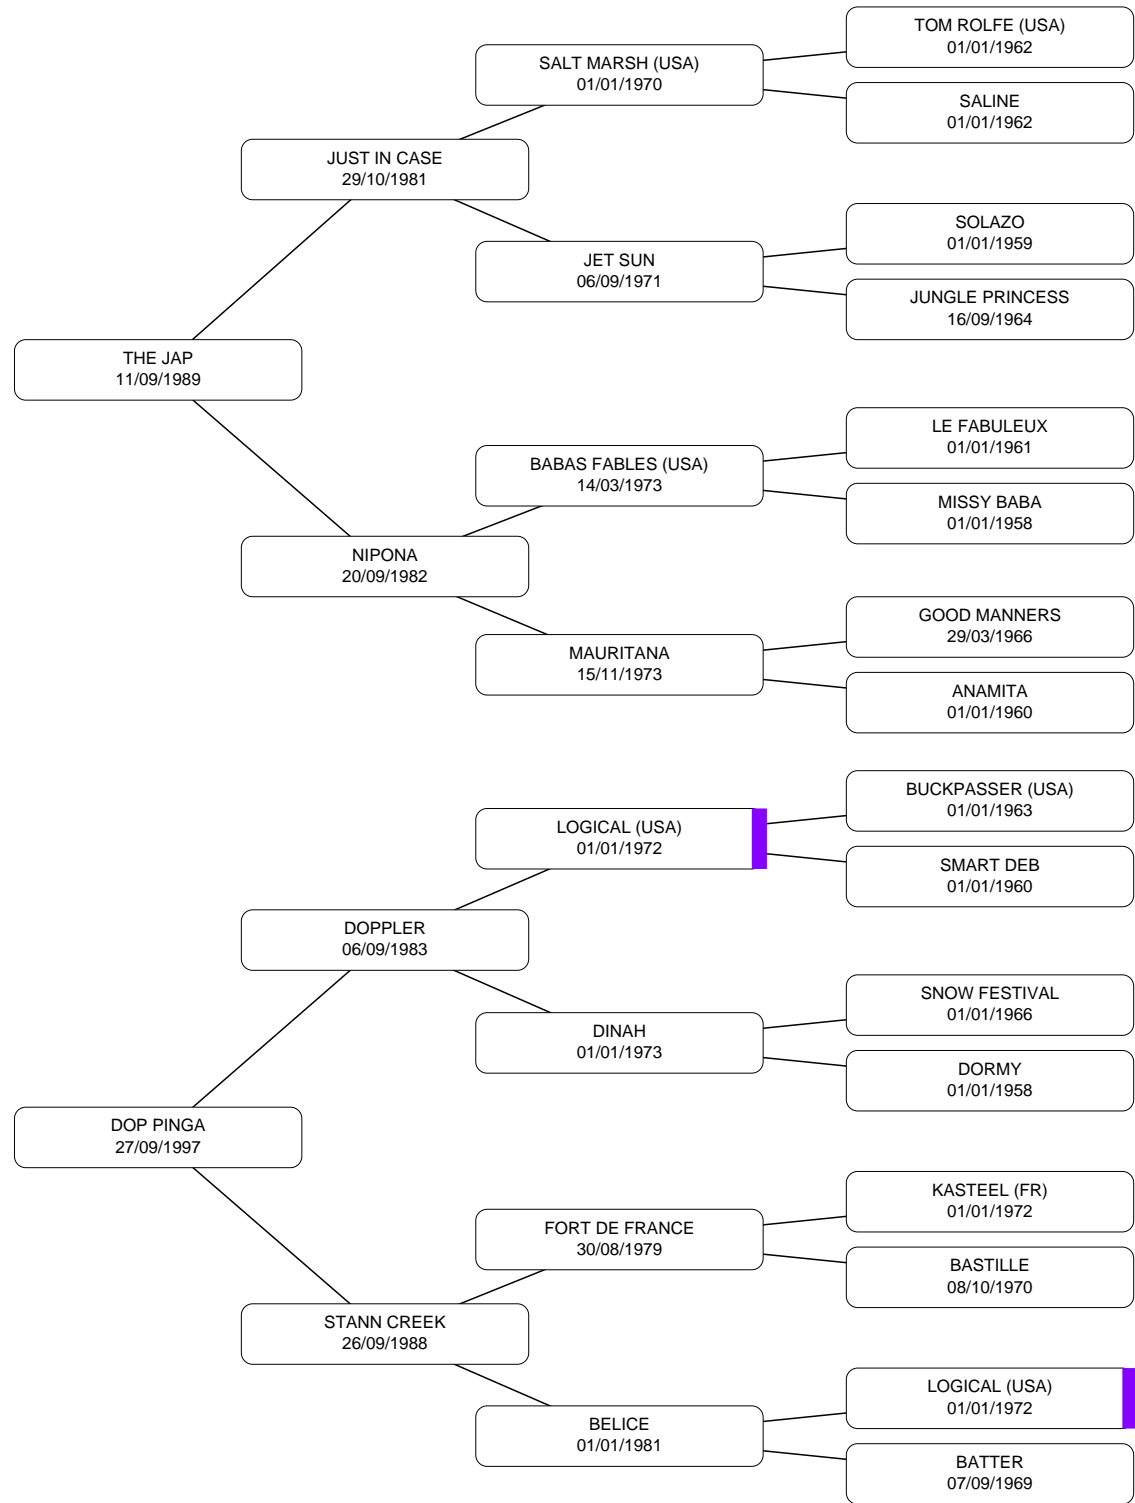 TOM ROLFE (USA)
01/01/1962
SALT MARSH (USA)
01/01/1970
SALINE
01/01/1962
JUST IN CASE
29/10/1981
SOLAZO
01/01/1959
JET SUN
06/09/1971
JUNGLE PRINCESS
16/09/1964
THE JAP
11/09/1989
LE FABULEUX
01/01/1961
BABAS FABLES (USA)
14/03/1973
MISSY BABA
01/01/1958
NIPONA
20/09/1982
GOOD MANNERS
29/03/1966
MAURITANA
15/11/1973
ANAMITA
01/01/1960
BUCKPASSER (USA)
01/01/1963
LOGICAL (USA)
01/01/1972
SMART DEB
01/01/1960
DOPPLER
06/09/1983
SNOW FESTIVAL
01/01/1966
DINAH
01/01/1973
DORMY
01/01/1958
DOP PINGA
27/09/1997
KASTEEL (FR)
01/01/1972
FORT DE FRANCE
30/08/1979
BASTILLE
08/10/1970
STANN CREEK
26/09/1988
LOGICAL (USA)
01/01/1972
BELICE
01/01/1981
BATTER
07/09/1969